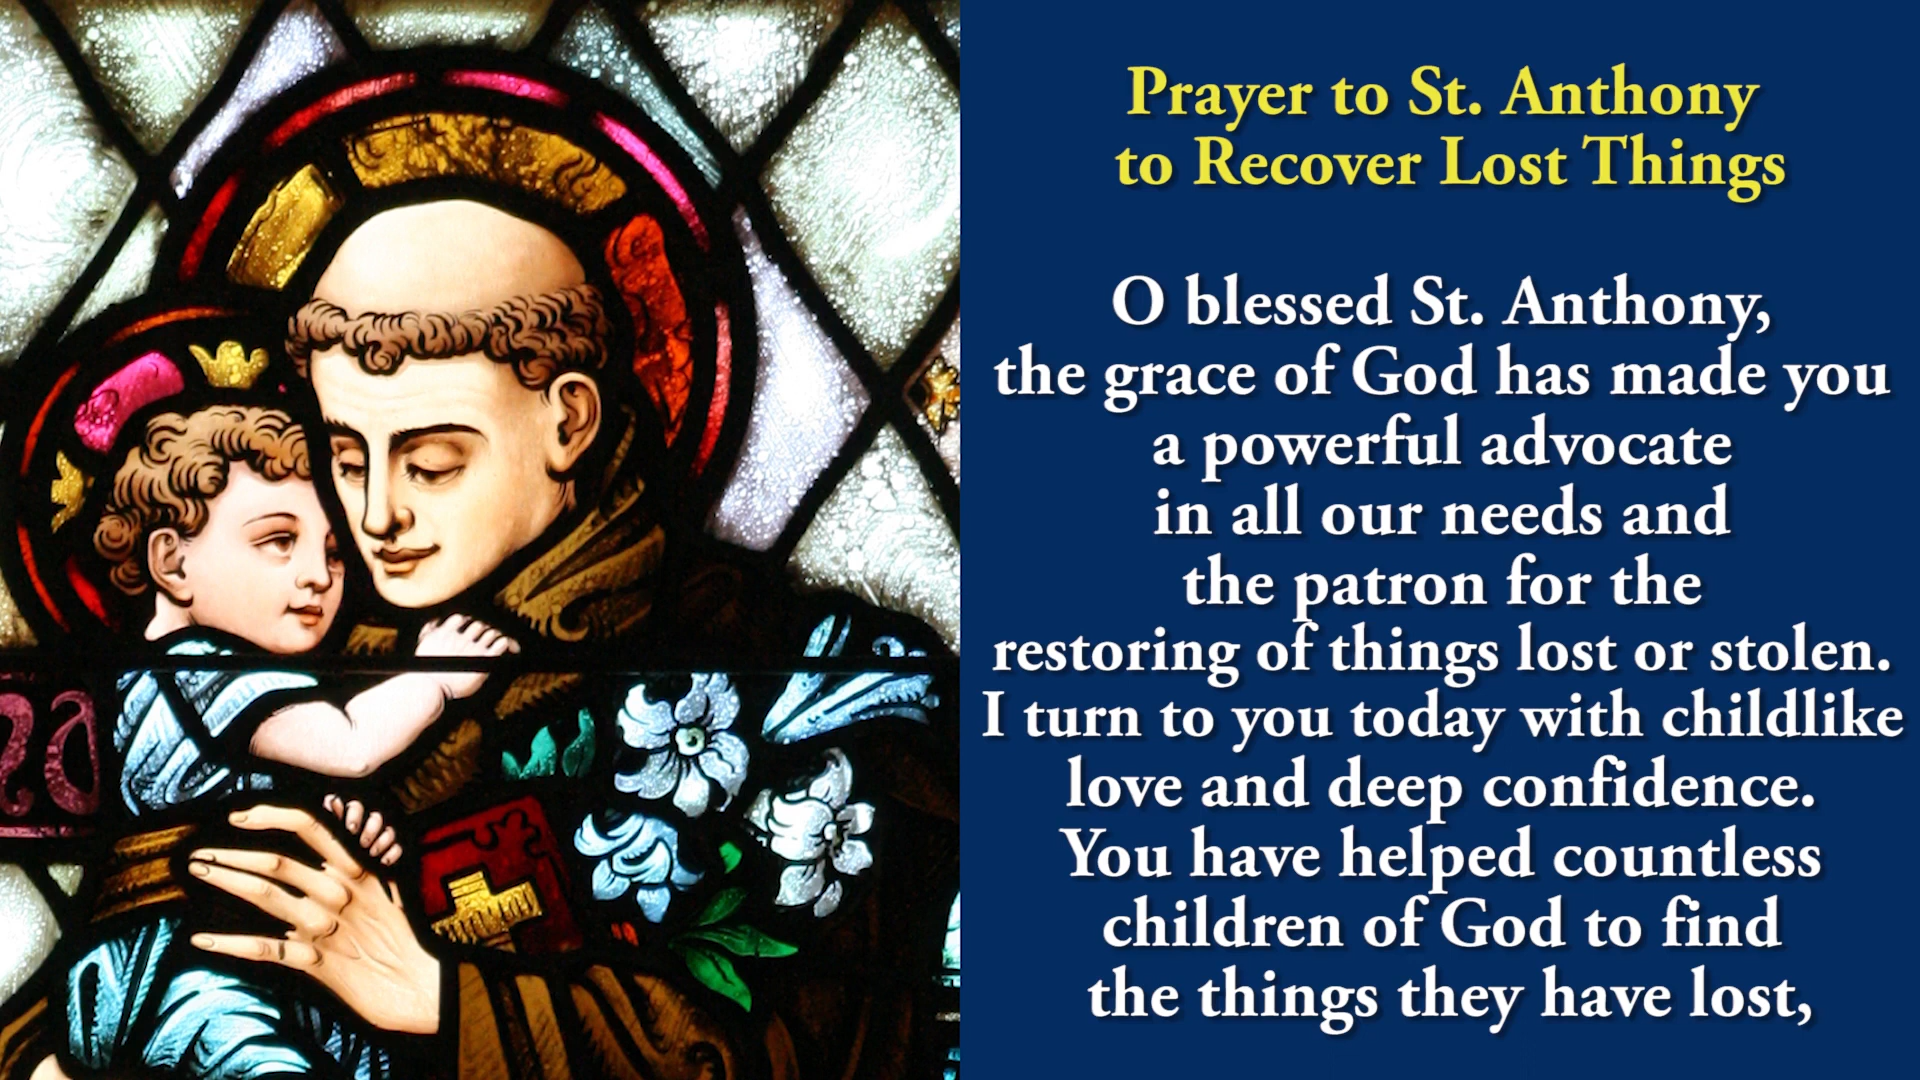 Prayer to St. Anthony
to Recover Lost Things
O blessed St. Anthony,
the grace of God has made you
a powerful advocate
in all our needs and
the patron for the
restoring of things lost or stolen.
I turn to you today with childlike
love and deep confidence.
You have helped countless
children of God to find
the things they have lost,